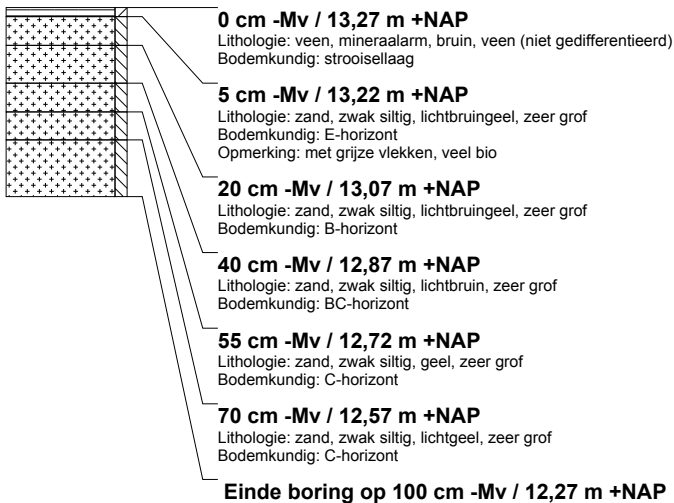 0 cm -Mv / 13,27 m +NAP
Lithologie: veen, mineraalarm, bruin, veen (niet gedifferentieerd)
Bodemkundig: strooisellaag
5 cm -Mv / 13,22 m +NAP
Lithologie: zand, zwak siltig, lichtbruingeel, zeer grof
Bodemkundig: E-horizont
Opmerking: met grijze vlekken, veel bio
20 cm -Mv / 13,07 m +NAP
Lithologie: zand, zwak siltig, lichtbruingeel, zeer grof
Bodemkundig: B-horizont
40 cm -Mv / 12,87 m +NAP
Lithologie: zand, zwak siltig, lichtbruin, zeer grof
Bodemkundig: BC-horizont
55 cm -Mv / 12,72 m +NAP
Lithologie: zand, zwak siltig, geel, zeer grof
Bodemkundig: C-horizont
70 cm -Mv / 12,57 m +NAP
Lithologie: zand, zwak siltig, lichtgeel, zeer grof
Bodemkundig: C-horizont
Einde boring op 100 cm -Mv / 12,27 m +NAP